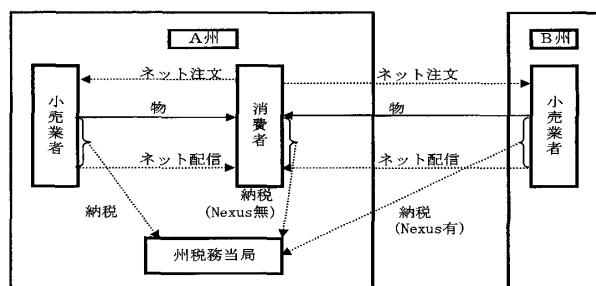 A州
B州
ネット注文
ネット注文
小売業者
物
消費者
物
小売業者
ネット配信
ネット配信
納税
納税
(Nexus無)
納税
(Nexus有)
州税務当局